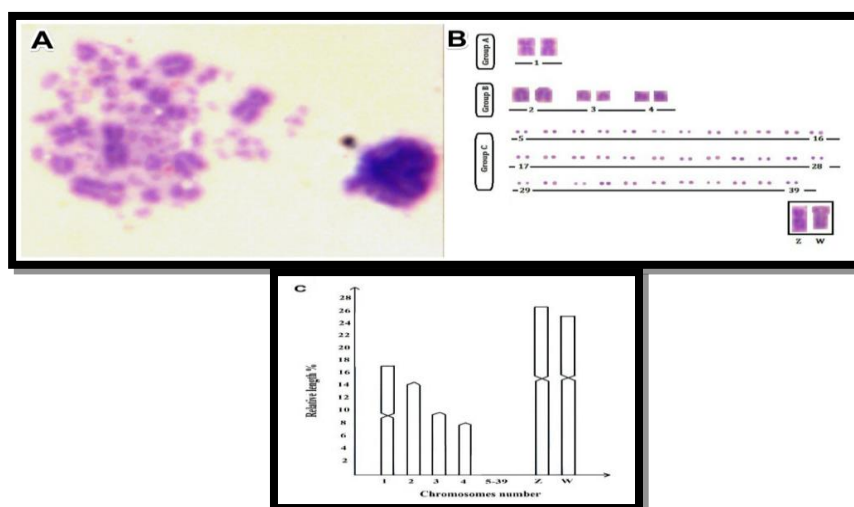 A
B
Group A
1
Group B
2 3 4
Group C
5 16
17 28
29 39
Z W
C
Relative length %
28
26
24
22
20
18
16
14
12
10
8
6
4
2
1 2 3 4 5-39 Z W
Chromosomes number